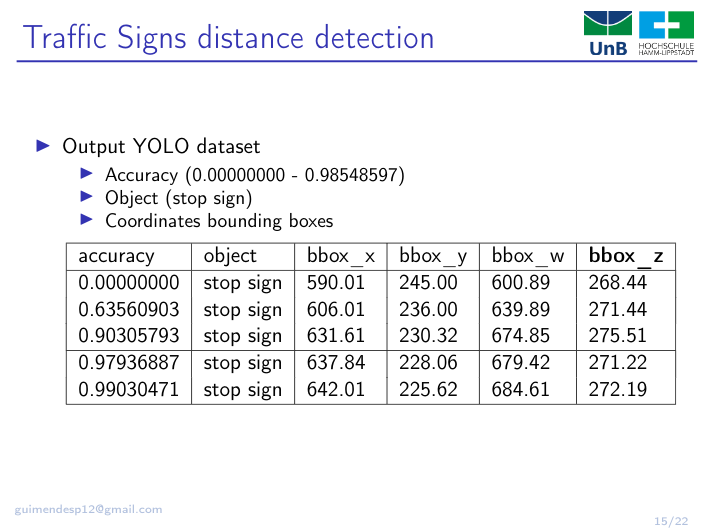 Traffic Signs distance detection
UnB
HOCHSCHULE
HAMM-LIPPSTADT
Output YOLO dataset
Accuracy (0.00000000 - 0.98548597)
Object (stop sign)
Coordinates bounding boxes
accuracy object bbox_x bbox_y bbox_w bbox_z
0.00000000 stop sign 590.01 245.00 600.89 268.44
0.63560903 stop sign 606.01 236.00 639.89 271.44
0.90305793 stop sign 631.61 230.32 674.85 275.51
0.97936887 stop sign 637.84 228.06 679.42 271.22
0.99030471 stop sign 642.01 225.62 684.61 272.19
guimendesp12@gmail.com
15/22